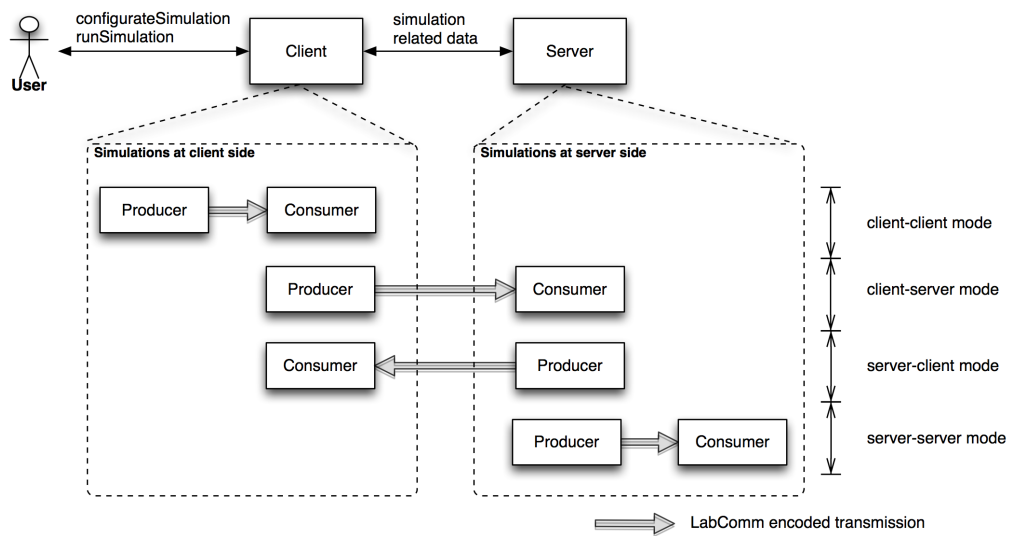 configurateSimulation
runSimulation
simulation
related data
Client
Server
User
Simulations at client side
Simulations at server side
Producer
Consumer
client-client mode
Producer
Consumer
client-server mode
Consumer
Producer
server-client mode
Producer
Consumer
server-server mode
LabComm encoded transmission